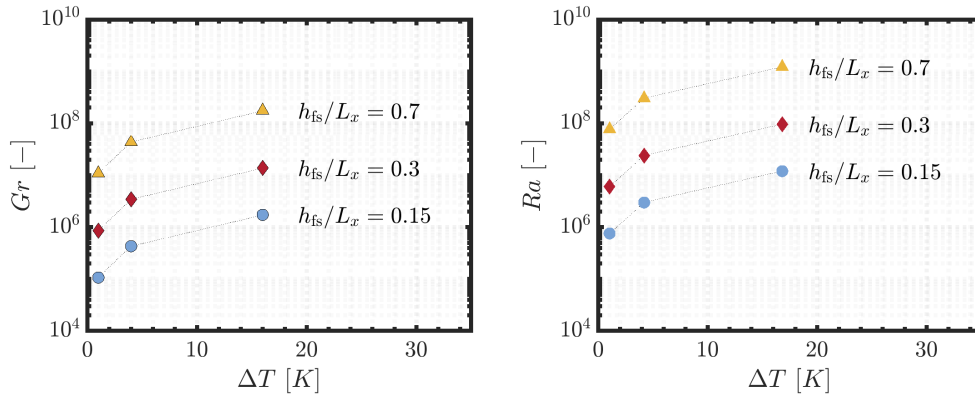 10^10
10^8
10^6
10^4
Gr [−]
h_fs/L_x = 0.7
h_fs/L_x = 0.3
h_fs/L_x = 0.15
0 10 20 30
ΔT [K]
10^10
10^8
10^6
10^4
Ra [−]
h_fs/L_x = 0.7
h_fs/L_x = 0.3
h_fs/L_x = 0.15
0 10 20 30
ΔT [K]